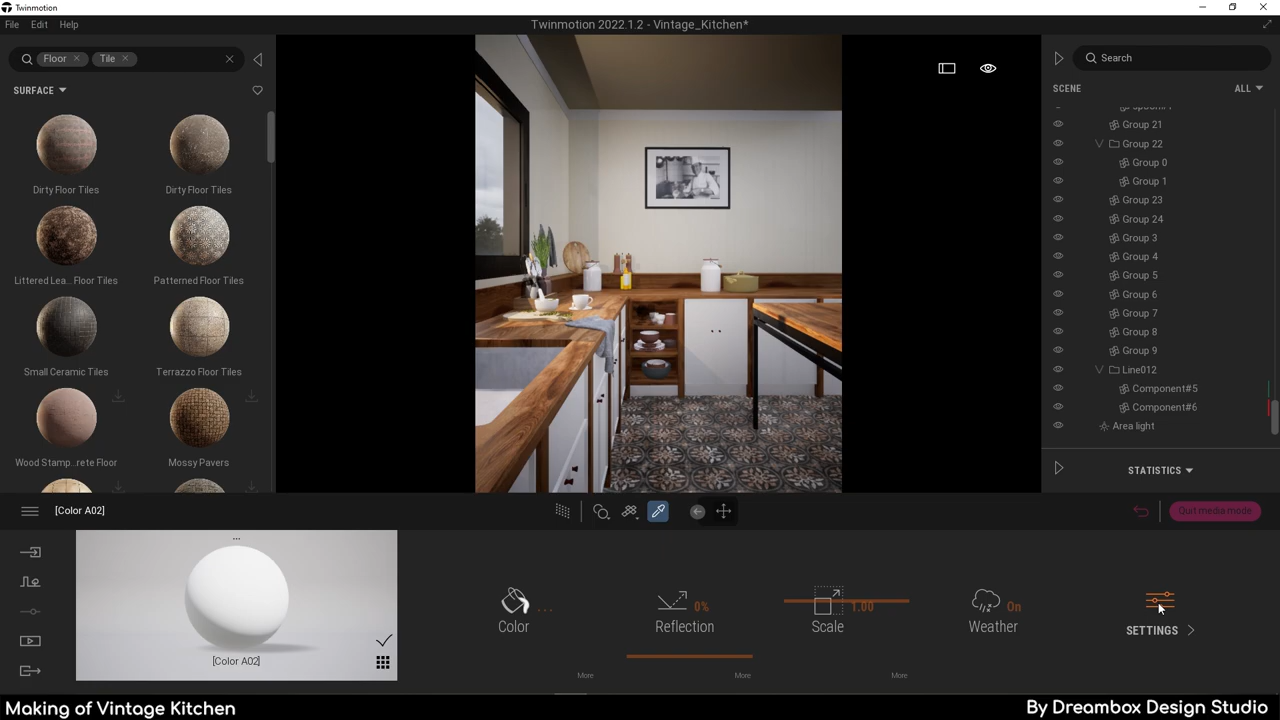 Twinmotion
File Edit Help
Twinmotion 2022.1.2 - Vintage_Kitchen*
Floor Tile
SURFACE
Dirty Floor Tiles Dirty Floor Tiles
Littered Lea... Floor Tiles Patterned Floor Tiles
Small Ceramic Tiles Terrazzo Floor Tiles
Wood Stamp...rete Floor Mossy Pavers
Search
SCENE ALL
Group 21
Group 22
Group 0
Group 1
Group 23
Group 24
Group 3
Group 4
Group 5
Group 6
Group 7
Group 8
Group 9
Line012
Component#5
Component#6
Area light
STATISTICS
[Color A02]
Quit media mode
...
[Color A02]
Color ...
Reflection 0%
Scale 1.00
Weather On
SETTINGS
More More More
Making of Vintage Kitchen
By Dreambox Design Studio